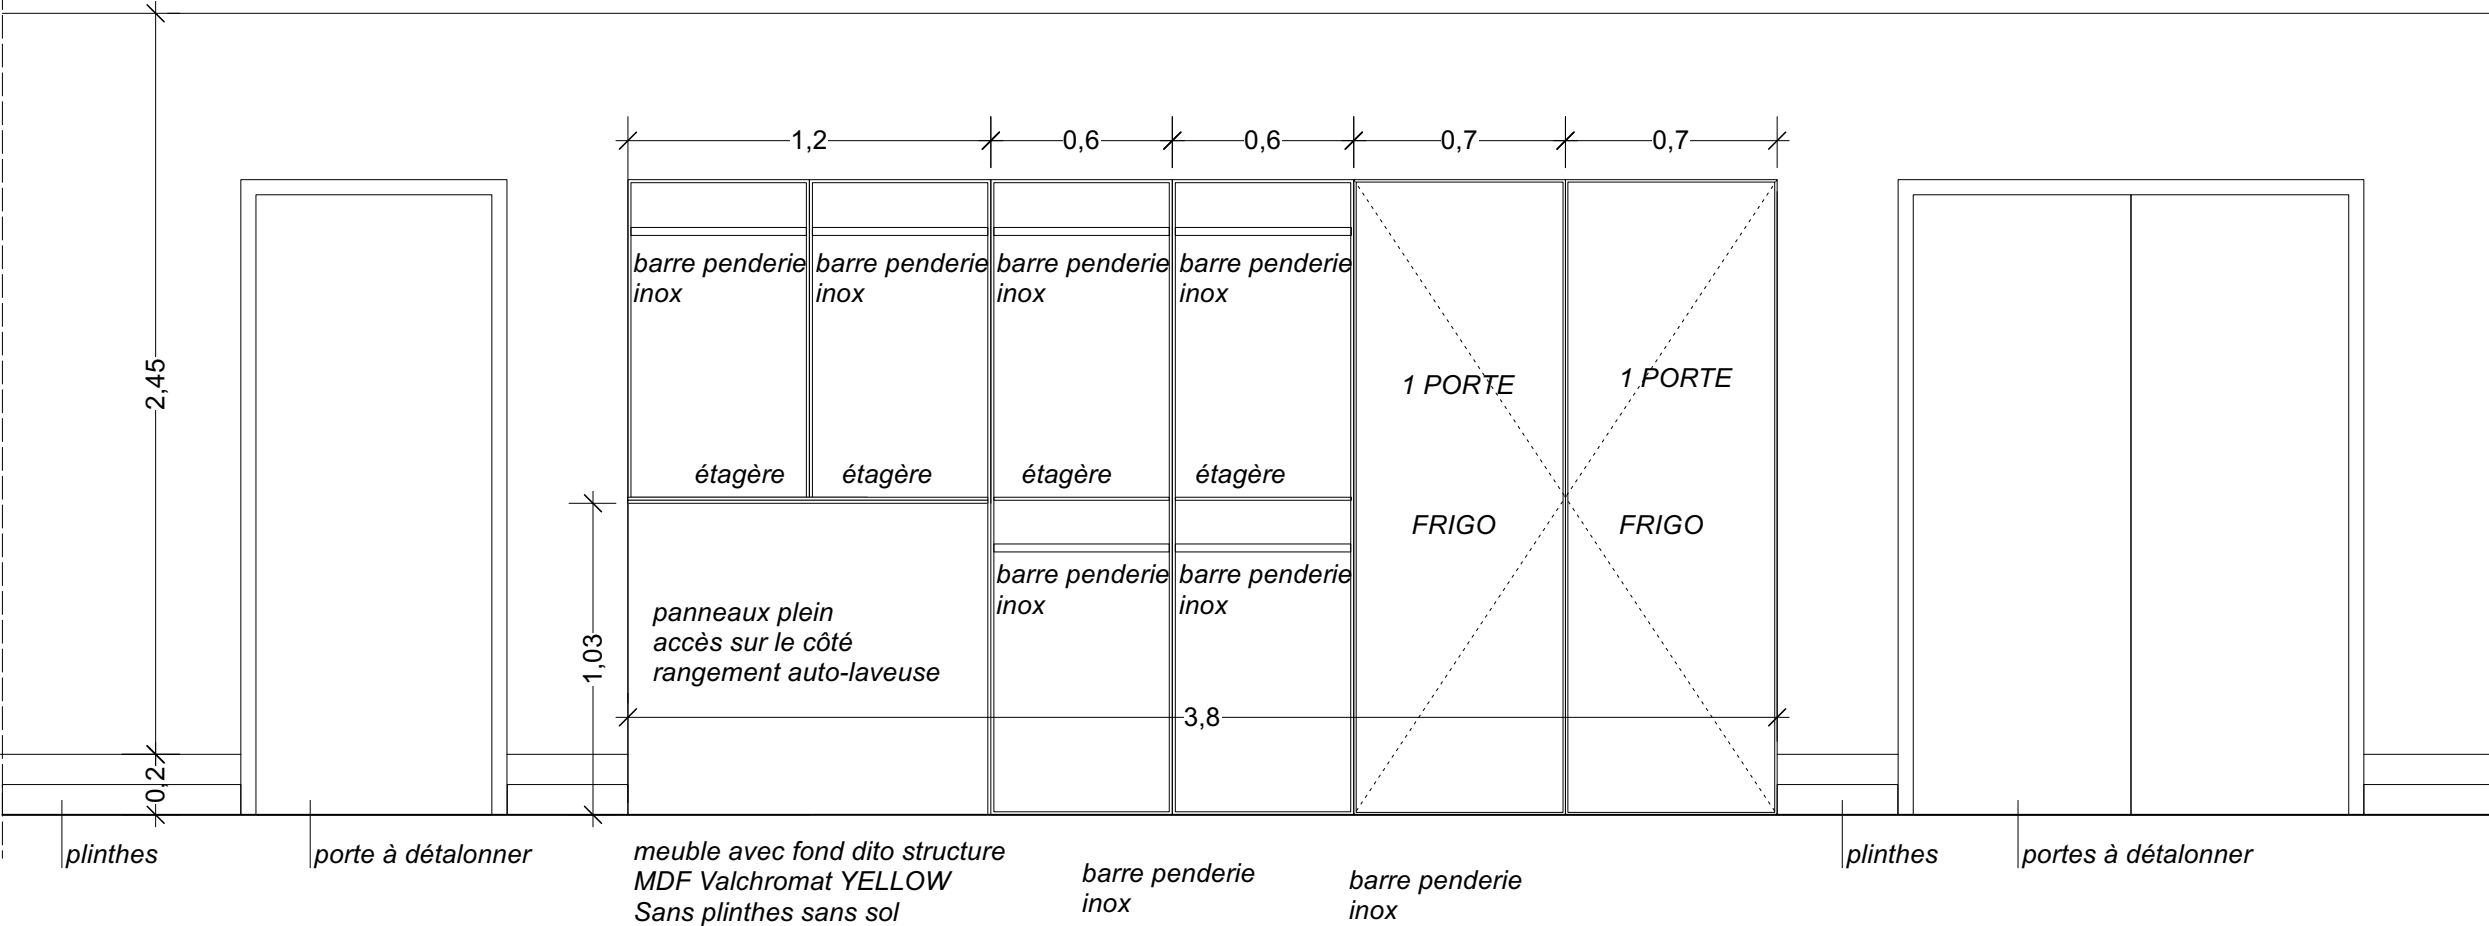 1,2
0,6
0,6
0,7
0,7
barre penderie
inox
barre penderie
inox
barre penderie
inox
barre penderie
inox
2,45
1 PORTE
1 PORTE
étagère
étagère
étagère
étagère
FRIGO
FRIGO
barre penderie
inox
barre penderie
inox
panneaux plein
accès sur le côté
rangement auto-laveuse
1,03
3,8
0,2
plinthes
porte à détalonner
meuble avec fond dito structure
MDF Valchromat YELLOW
Sans plinthes sans sol
barre penderie
inox
barre penderie
inox
plinthes
portes à détalonner